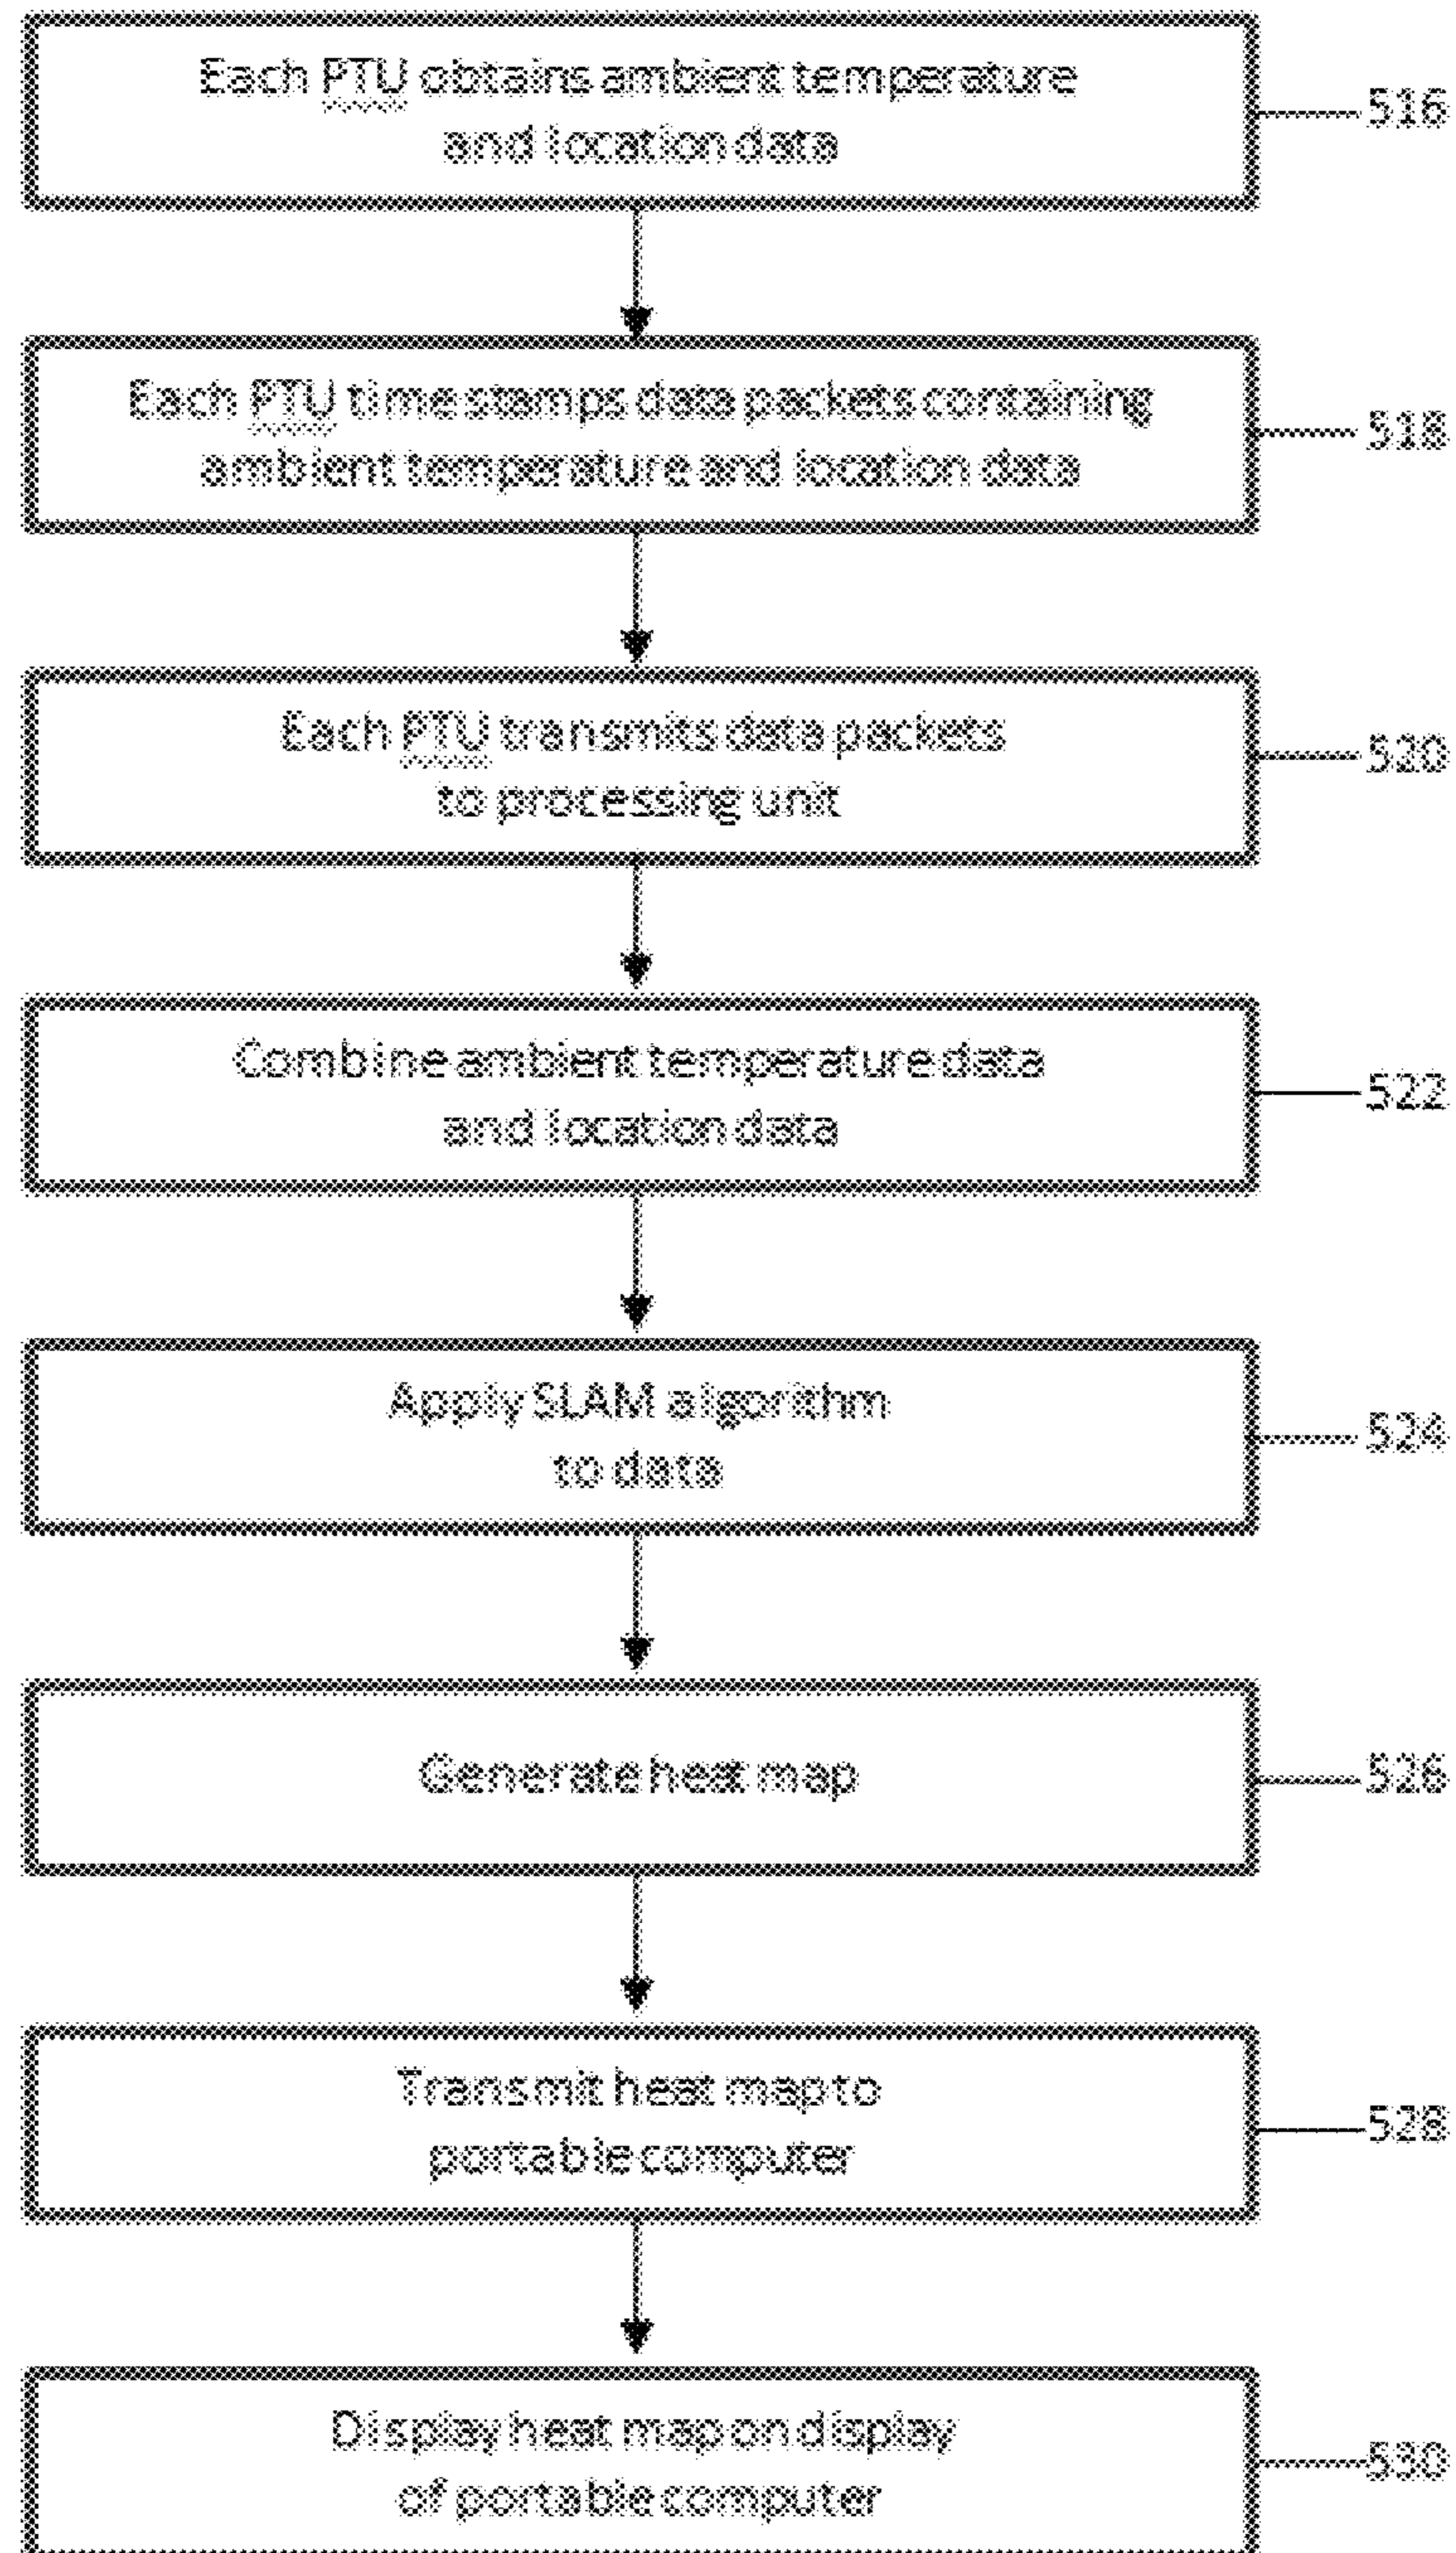 Each PTU obtains ambient temperature
and location data
516
Each PTU time stamps data packets containing
ambient temperature and location data
518
Each PTU transmits data packets
to processing unit
520
Combine ambient temperature data
and location data
522
Apply SLAM algorithm
to data
524
Generate heat map
526
Transmit heat map to
portable computer
528
Display heat map on display
of portable computer
530